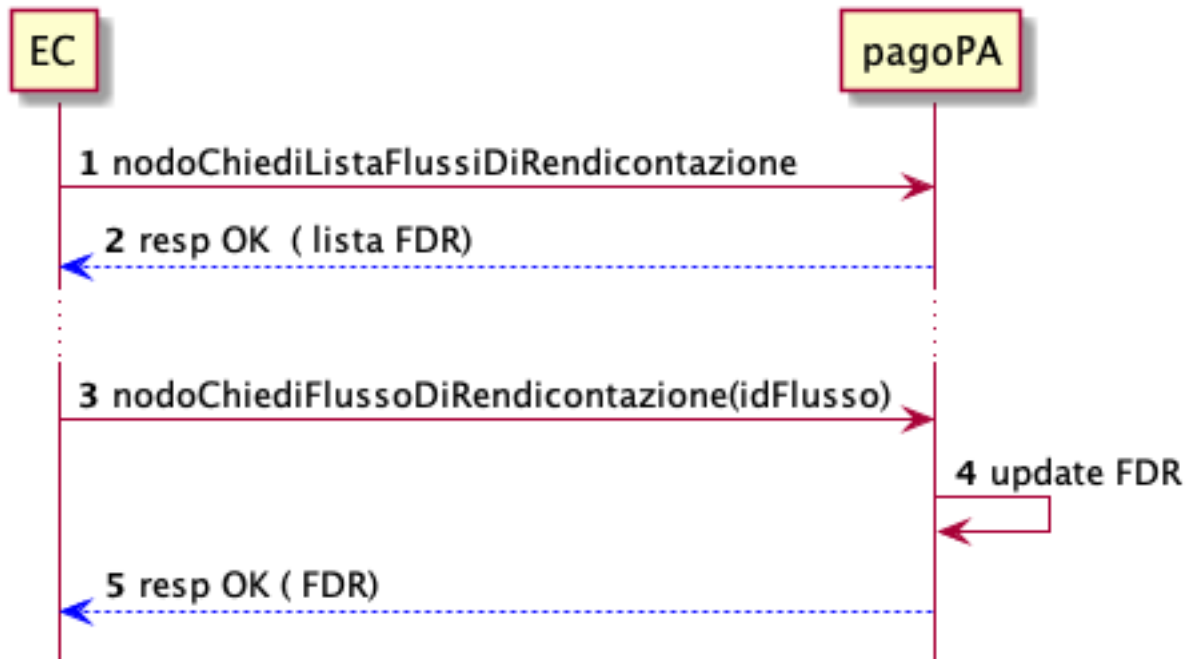 EC
pagoPA
1 nodoChiediListaFlussiDiRendicontazione
2 resp OK ( lista FDR)
3 nodoChiediFlussoDiRendicontazione(idFlusso)
4 update FDR
5 resp OK ( FDR)